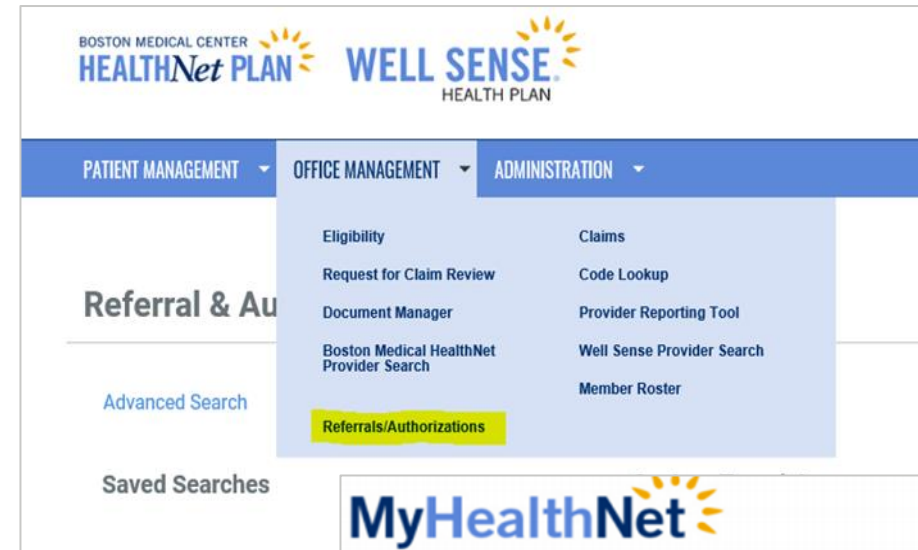 BOSTON MEDICAL CENTER
HEALTHNet PLAN
WELL SENSE
HEALTH PLAN
PATIENT MANAGEMENT
OFFICE MANAGEMENT
ADMINISTRATION
Eligibility
Claims
Request for Claim Review
Code Lookup
Document Manager
Provider Reporting Tool
Boston Medical HealthNet
Provider Search
Well Sense Provider Search
Member Roster
Referrals/Authorizations
Referral & Au
Advanced Search
Saved Searches
MyHealthNet